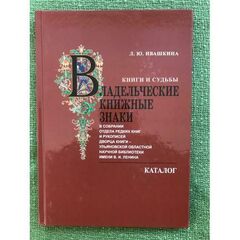 Л. Ю. ИВАШКИНА
КНИГИ И СУДЬБЫ
ВЛАДЕЛЬЧЕСКИЕ
КНИЖНЫЕ
ЗНАКИ
В СОБРАНИИ
ОТДЕЛА РЕДКИХ КНИГ
И РУКОПИСЕЙ
ДВОРЦА КНИГИ –
УЛЬЯНОВСКОЙ ОБЛАСТНОЙ
НАУЧНОЙ БИБЛИОТЕКИ
ИМЕНИ В. И. ЛЕНИНА
КАТАЛОГ